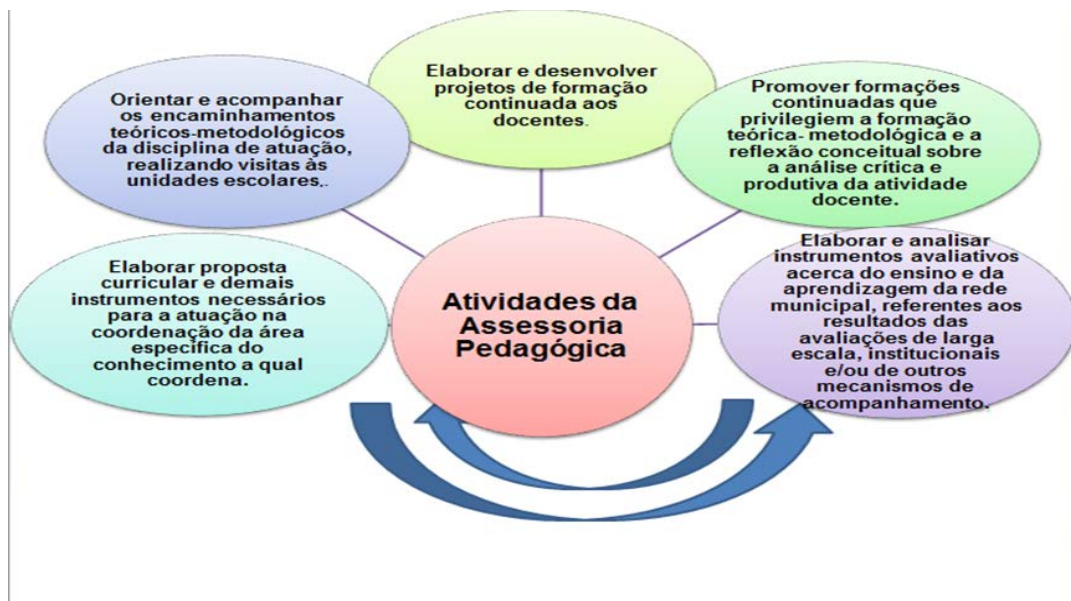 Elaborar e desenvolver
projetos de formação
continuada aos
docentes.
Orientar e acompanhar
os encaminhamentos
teóricos-metodológicos
da disciplina de atuação,
realizando visitas às
unidades escolares,.
Promover formações
continuadas que
privilegiem a formação
teórica- metodológica e a
reflexão conceitual sobre
a análise crítica e
produtiva da atividade
docente.
Elaborar proposta
curricular e demais
instrumentos necessários
para a atuação na
coordenação da área
especifica do
conhecimento a qual
coordena.
Atividades da
Assessoria
Pedagógica
Elaborar e analisar
instrumentos avaliativos
acerca do ensino e da
aprendizagem da rede
municipal, referentes aos
resultados das
avaliações de larga
escala, institucionais
e/ou de outros
mecanismos de
acompanhamento.